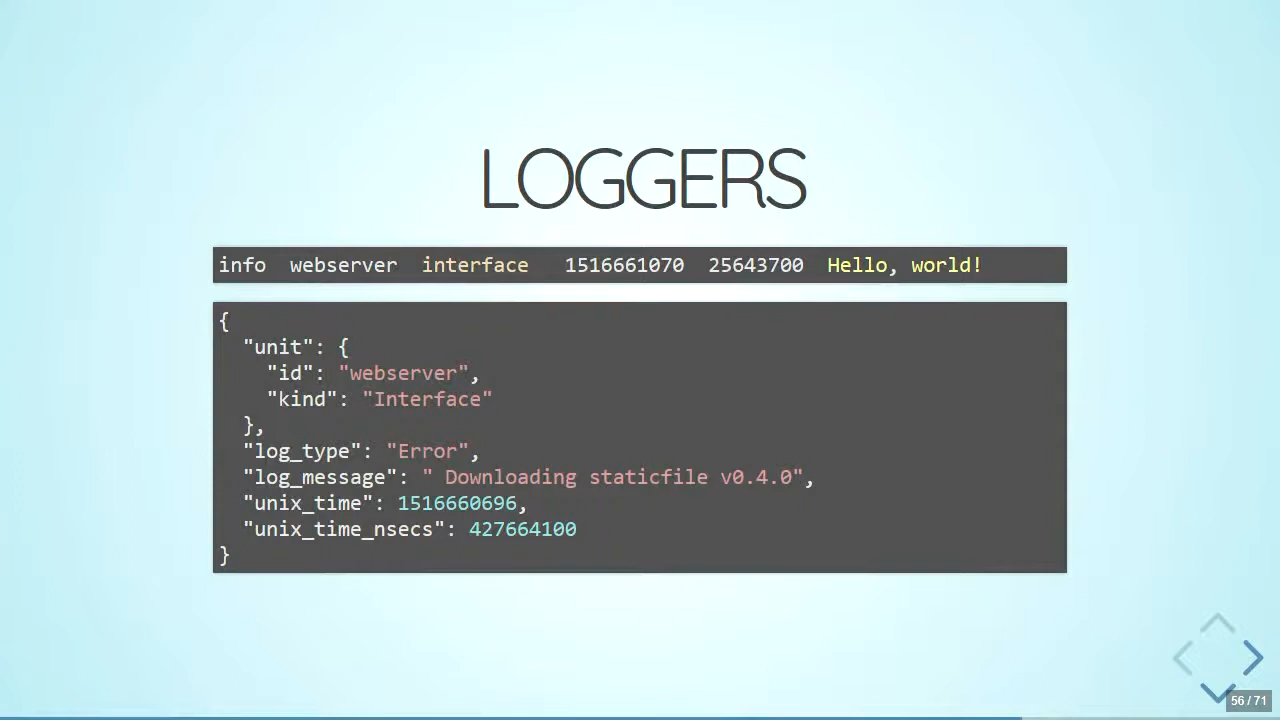 LOGGERS
info  webserver  interface   1516661070  25643700  Hello, world!
{
  "unit": {
    "id": "webserver",
    "kind": "Interface"
  },
  "log_type": "Error",
  "log_message": " Downloading staticfile v0.4.0",
  "unix_time": 1516660696,
  "unix_time_nsecs": 427664100
}
56 / 71